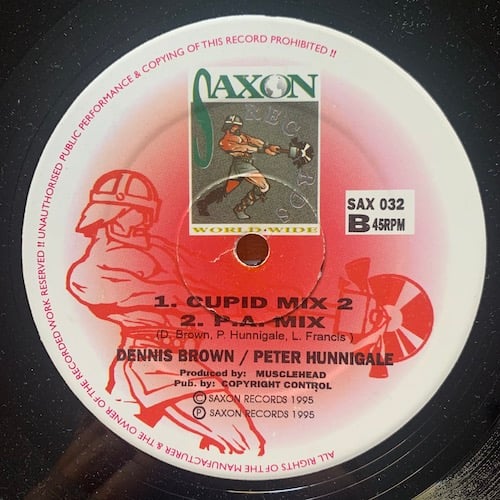 ALL RIGHTS OF THE MANUFACTURER & THE OWNER OF THE RECORDED WORK RESERVED !! UNAUTHORISED PUBLIC PERFORMANCE & COPYING OF THIS RECORD PROHIBITED !!
SAXON
RECORDS
WORLD·WIDE
SAX 032
B 45RPM
1. CUPID MIX 2
2. P.A. MIX
(D. Brown, P. Hunnigale, L. Francis)
DENNIS BROWN / PETER HUNNIGALE
Produced by: MUSCLEHEAD
Pub. by: COPYRIGHT CONTROL
© SAXON RECORDS 1995
℗ SAXON RECORDS 1995